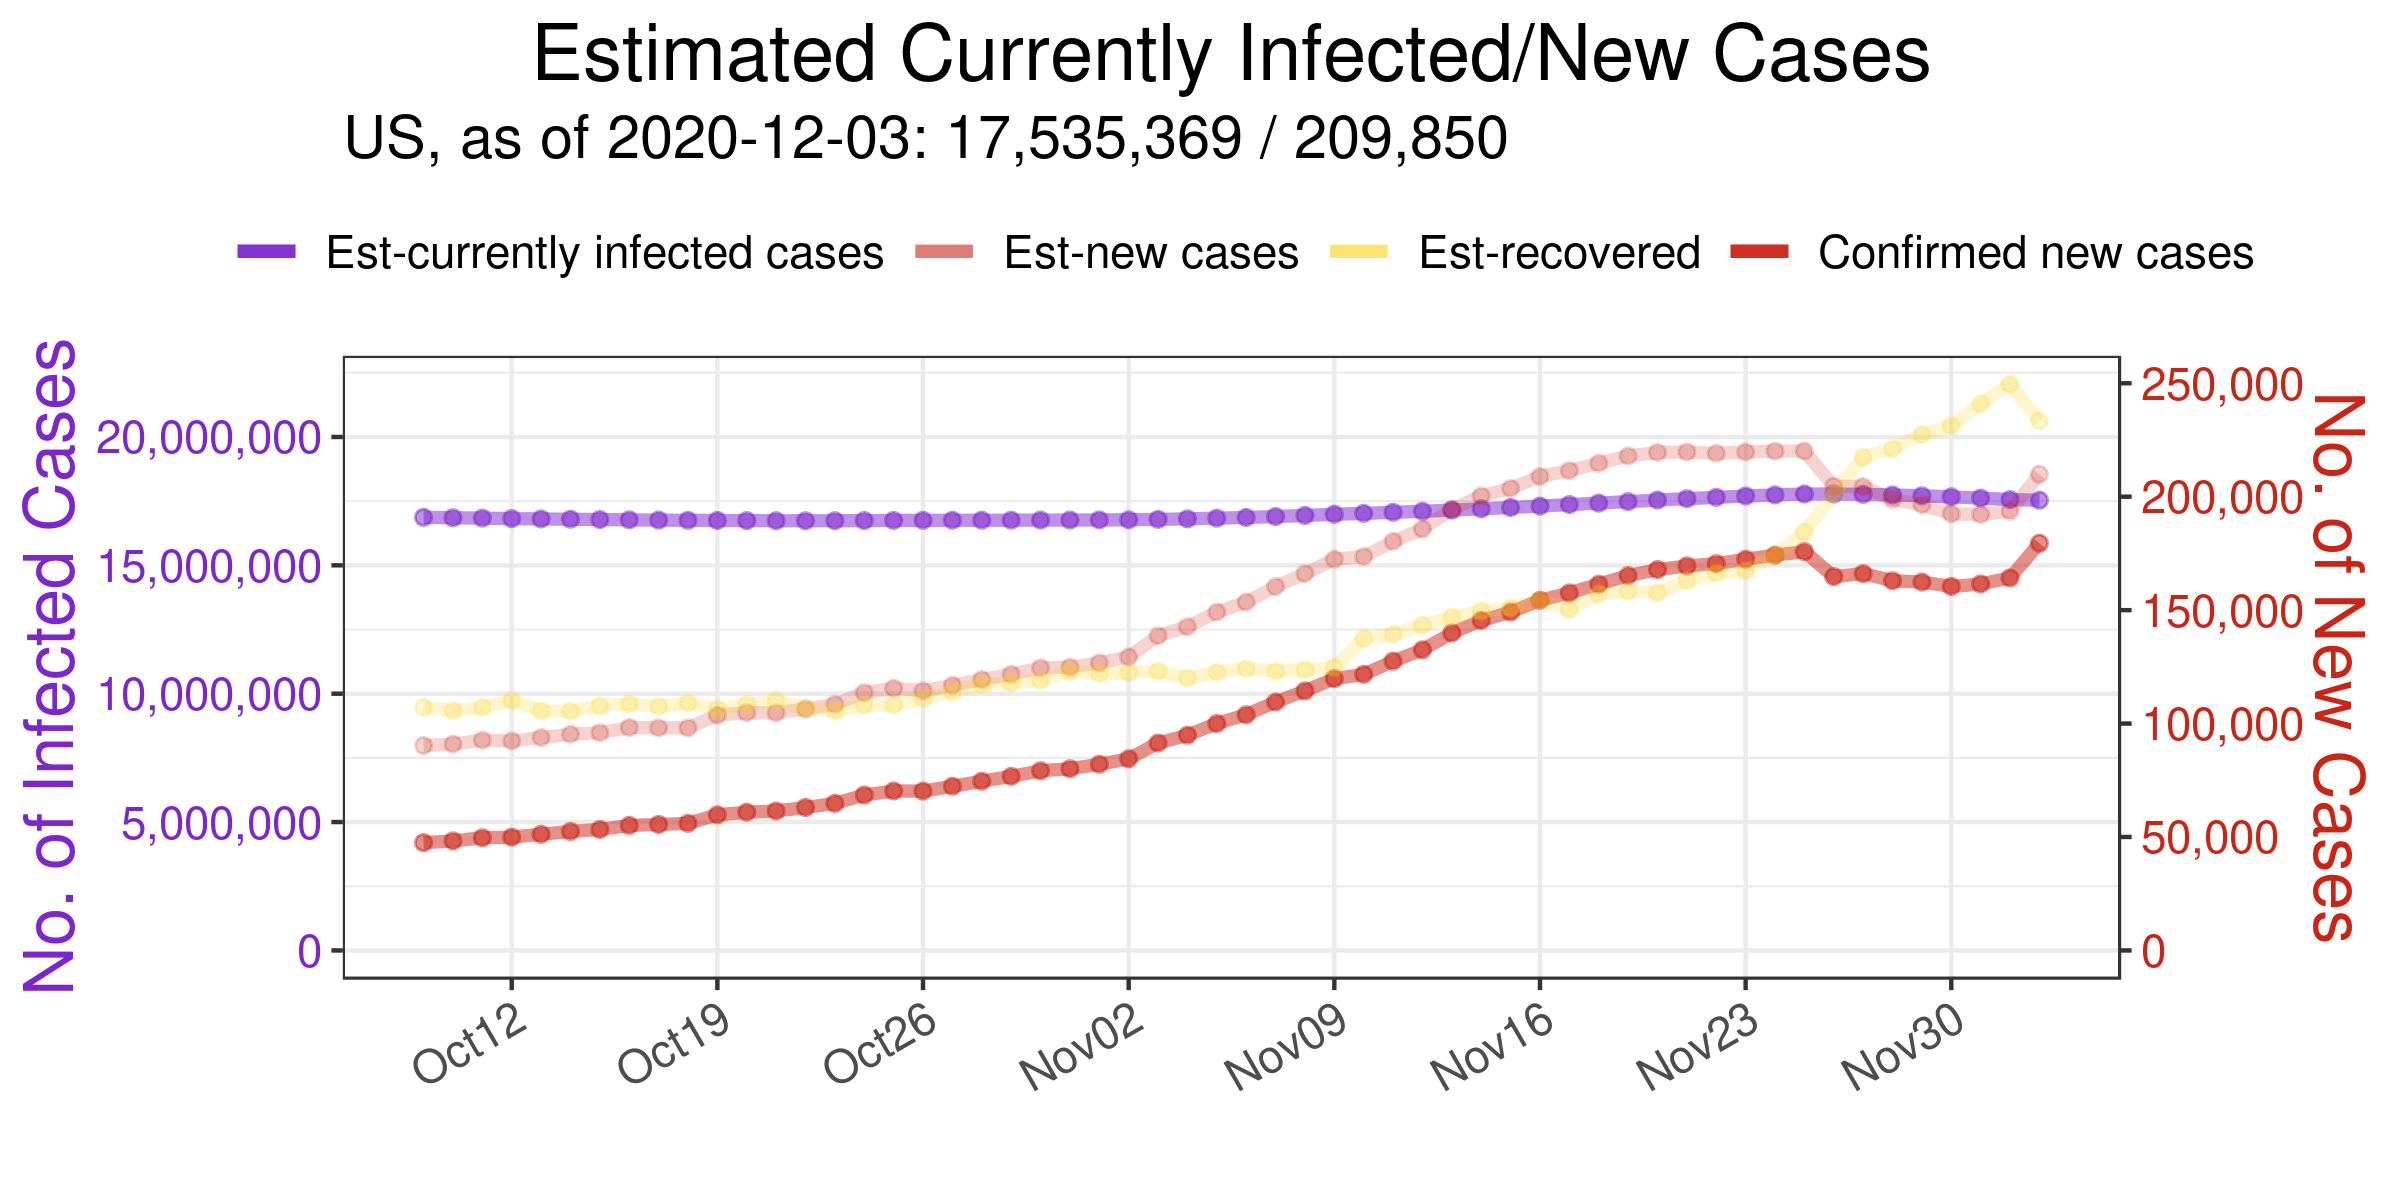 Estimated Currently Infected/New Cases
US, as of 2020-12-03: 17,535,369 / 209,850
Est-currently infected cases Est-new cases Est-recovered Confirmed new cases
No. of Infected Cases
20,000,000
15,000,000
10,000,000
5,000,000
0
250,000
200,000
150,000
100,000
50,000
0
No. of New Cases
Oct12 Oct19 Oct26 Nov02 Nov09 Nov16 Nov23 Nov30